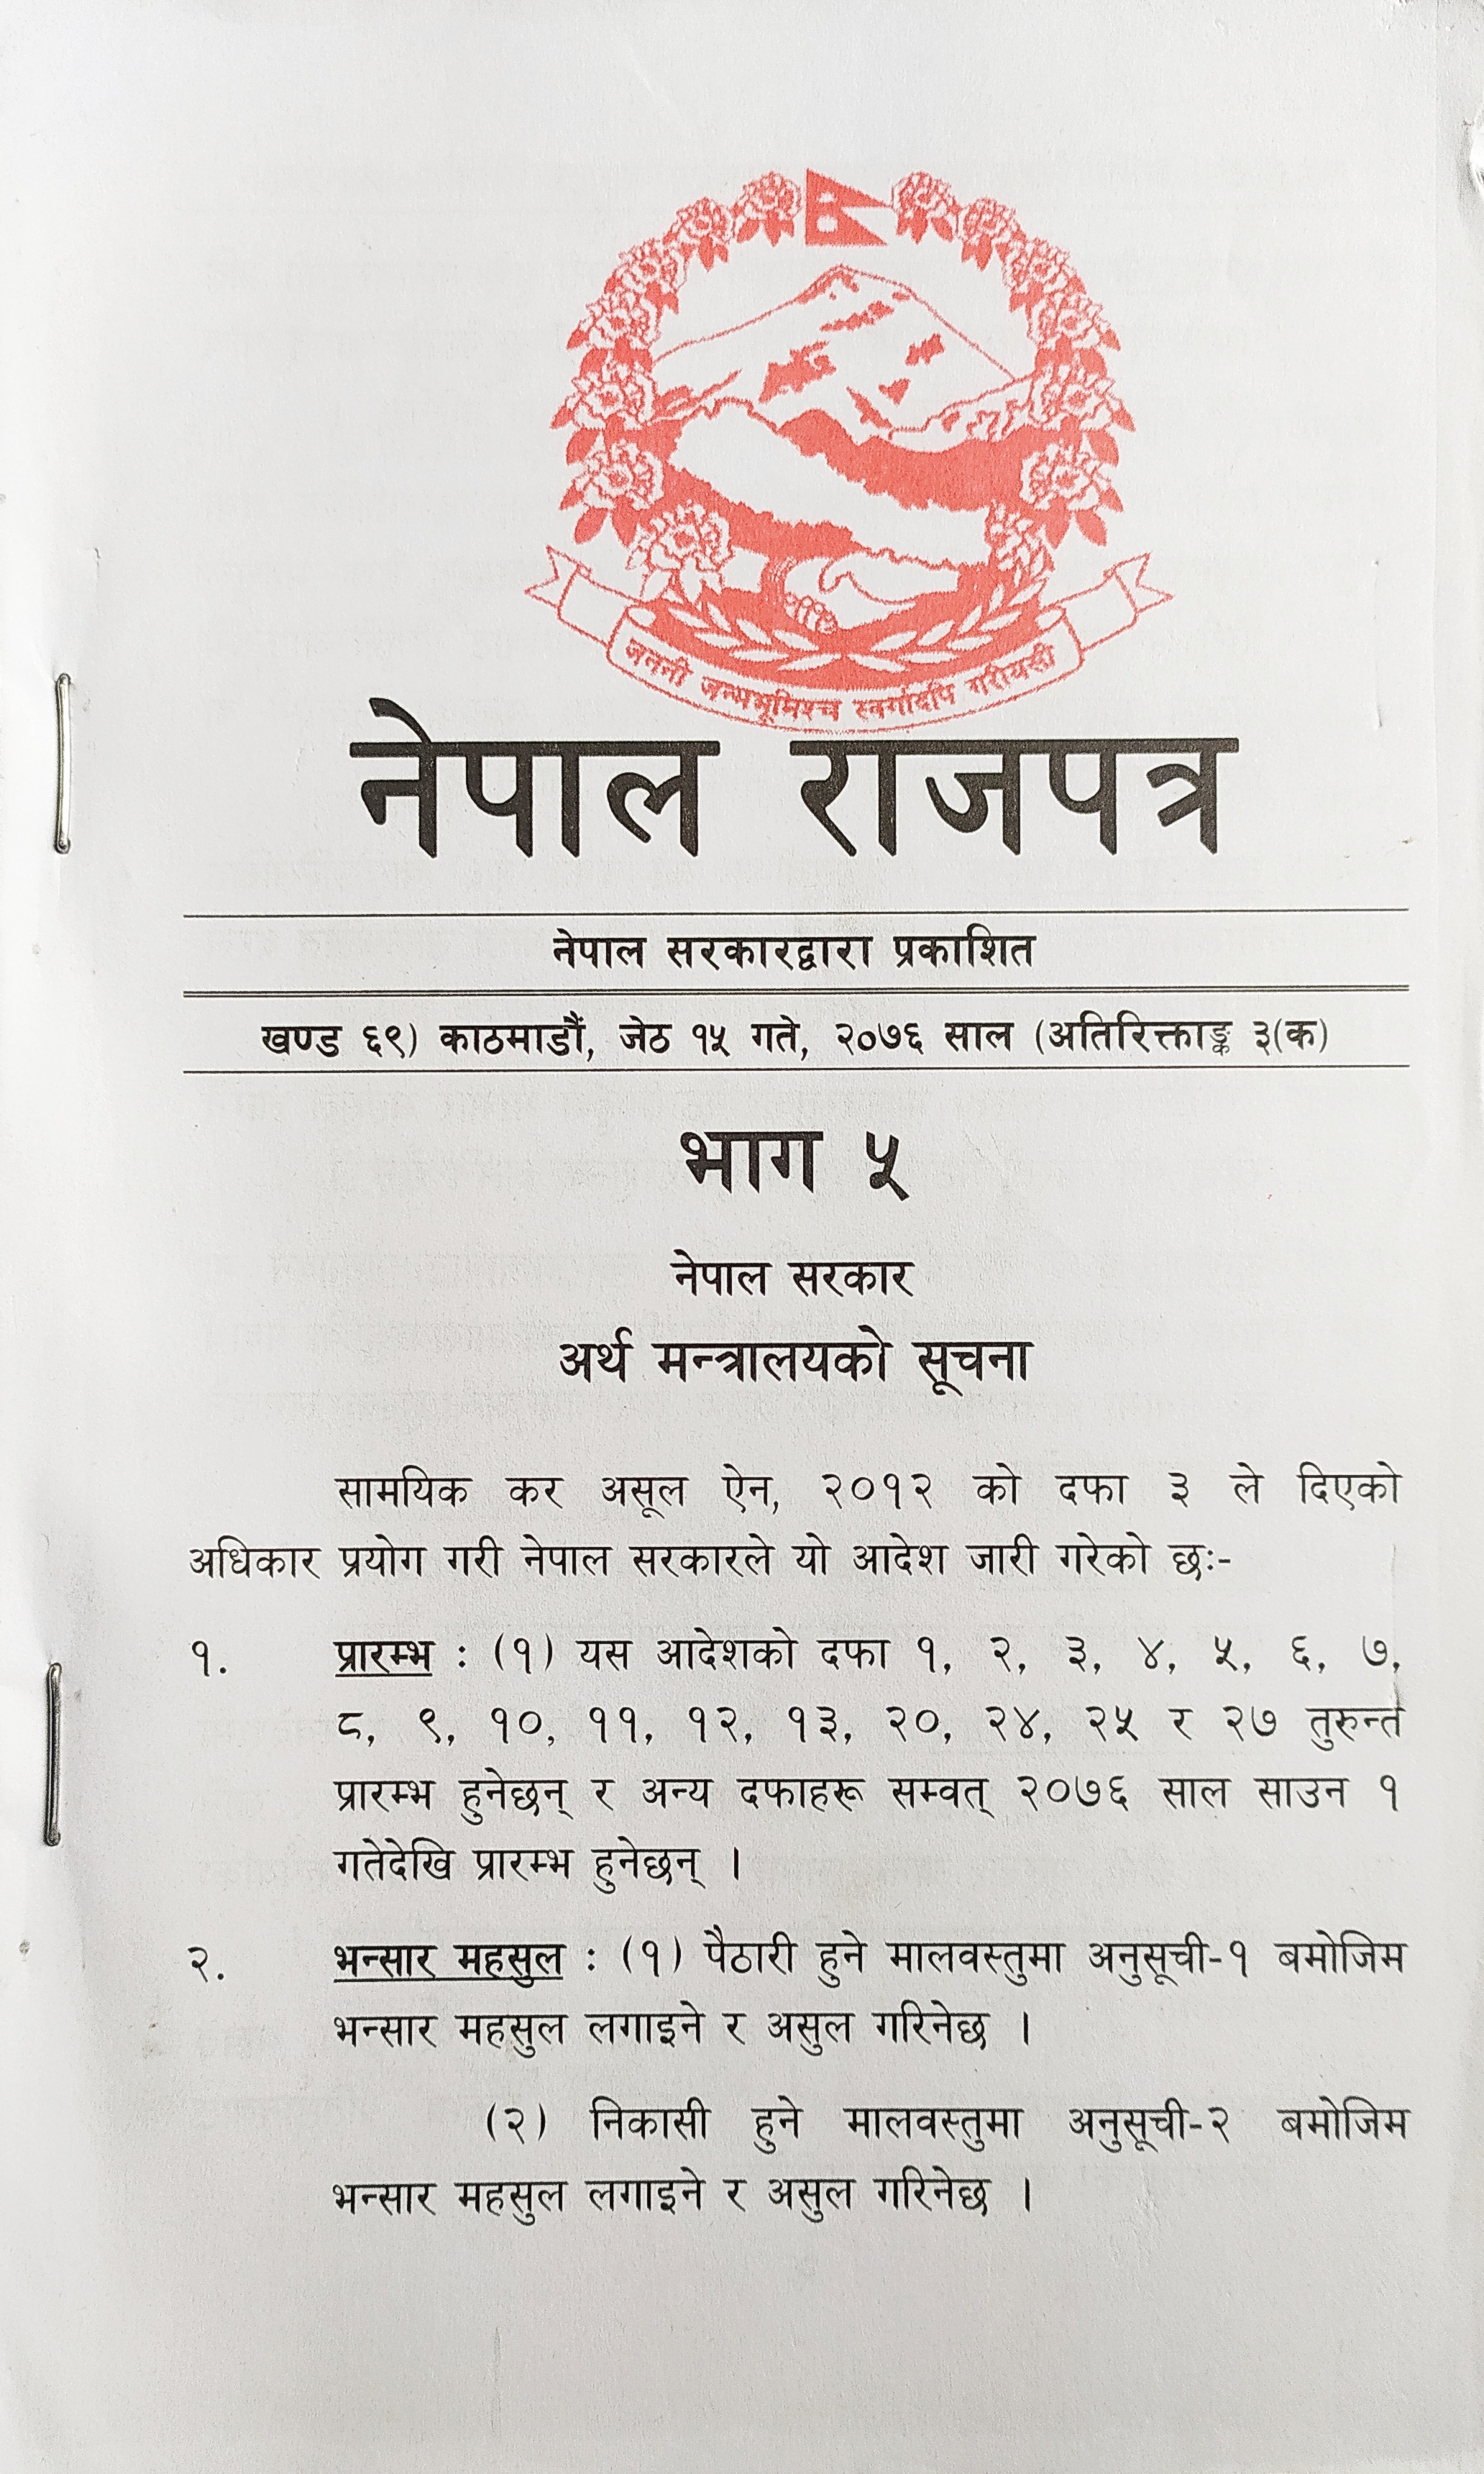 जननी जन्मभूमिश्च स्वर्गादपि गरीयसी
नेपाल राजपत्र
नेपाल सरकारद्वारा प्रकाशित
खण्ड ६९) काठमाडौं, जेठ १५ गते, २०७६ साल (अतिरिक्ताङ्क ३(क)
भाग ५
नेपाल सरकार
अर्थ मन्त्रालयको सूचना
सामयिक कर असूल ऐन, २०१२ को दफा ३ ले दिएको
अधिकार प्रयोग गरी नेपाल सरकारले यो आदेश जारी गरेको छः-
१. प्रारम्भ : (१) यस आदेशको दफा १, २, ३, ४, ५, ६, ७,
८, ९, १०, ११, १२, १३, २०, २४, २५ र २७ तुरुन्त
प्रारम्भ हुनेछन् र अन्य दफाहरू सम्वत् २०७६ साल साउन १
गतेदेखि प्रारम्भ हुनेछन् ।
२. भन्सार महसुल : (१) पैठारी हुने मालवस्तुमा अनुसूची-१ बमोजिम
भन्सार महसुल लगाइने र असुल गरिनेछ ।
(२) निकासी हुने मालवस्तुमा अनुसूची-२ बमोजिम
भन्सार महसुल लगाइने र असुल गरिनेछ ।